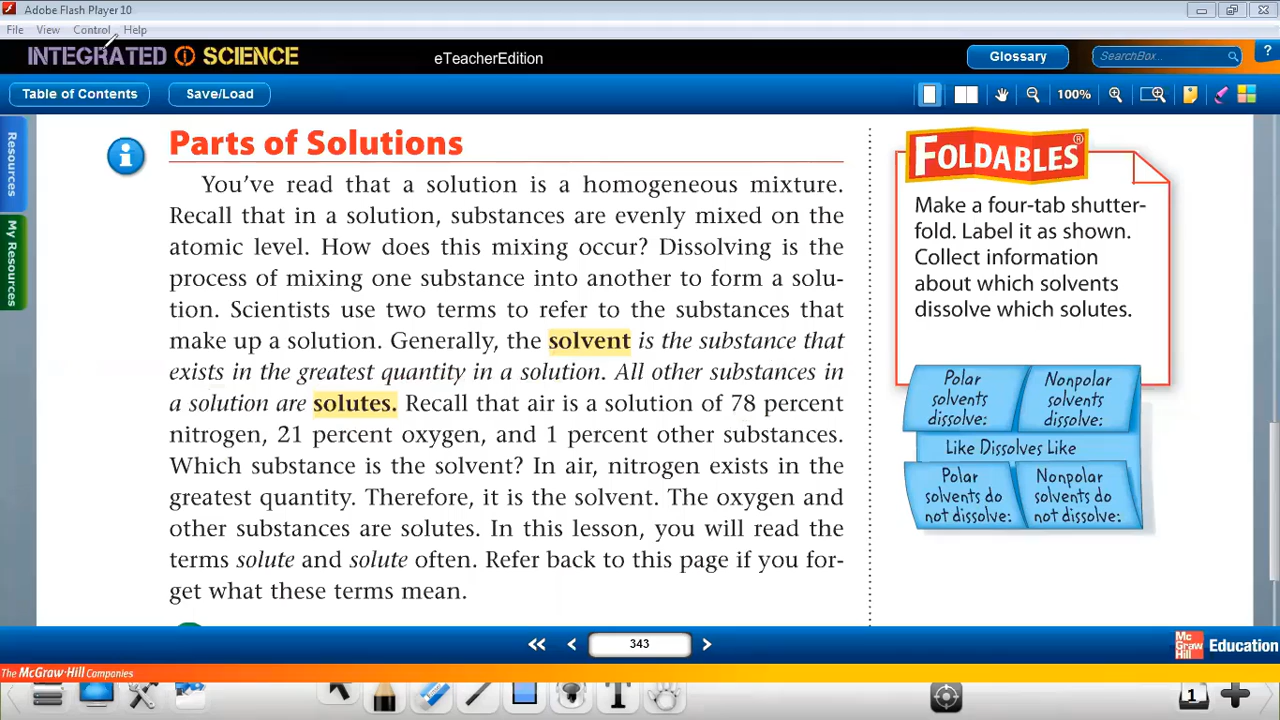 Adobe Flash Player 10
File View Control Help
INTEGRATED i SCIENCE
eTeacherEdition
Glossary
SearchBox...
?
Table of Contents
Save/Load
100%
Resources
My Resources
i
Parts of Solutions
You've read that a solution is a homogeneous mixture.
Recall that in a solution, substances are evenly mixed on the
atomic level. How does this mixing occur? Dissolving is the
process of mixing one substance into another to form a solu-
tion. Scientists use two terms to refer to the substances that
make up a solution. Generally, the solvent is the substance that
exists in the greatest quantity in a solution. All other substances in
a solution are solutes. Recall that air is a solution of 78 percent
nitrogen, 21 percent oxygen, and 1 percent other substances.
Which substance is the solvent? In air, nitrogen exists in the
greatest quantity. Therefore, it is the solvent. The oxygen and
other substances are solutes. In this lesson, you will read the
terms solute and solute often. Refer back to this page if you for-
get what these terms mean.
FOLDABLES®
Make a four-tab shutter-
fold. Label it as shown.
Collect information
about which solvents
dissolve which solutes.
Polar
solvents
dissolve:
Nonpolar
solvents
dissolve:
Like Dissolves Like
Polar
solvents do
not dissolve:
Nonpolar
solvents do
not dissolve:
343
Mc
Graw
Hill
Education
The McGraw·Hill Companies
1